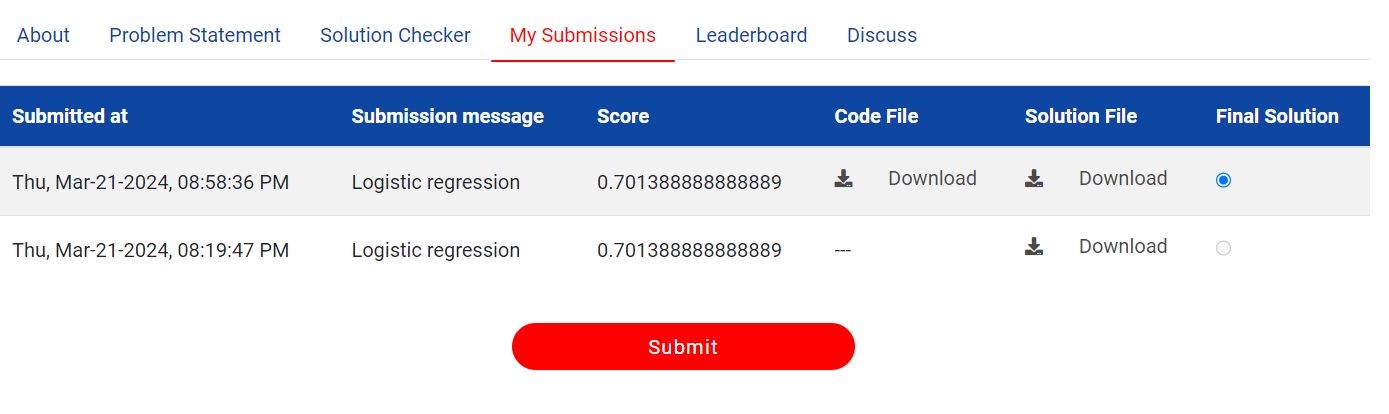 About Problem Statement Solution Checker My Submissions Leaderboard Discuss
Submitted at Submission message Score Code File Solution File Final Solution
Thu, Mar-21-2024, 08:58:36 PM Logistic regression 0.701388888888889 Download Download
Thu, Mar-21-2024, 08:19:47 PM Logistic regression 0.701388888888889 --- Download
Submit